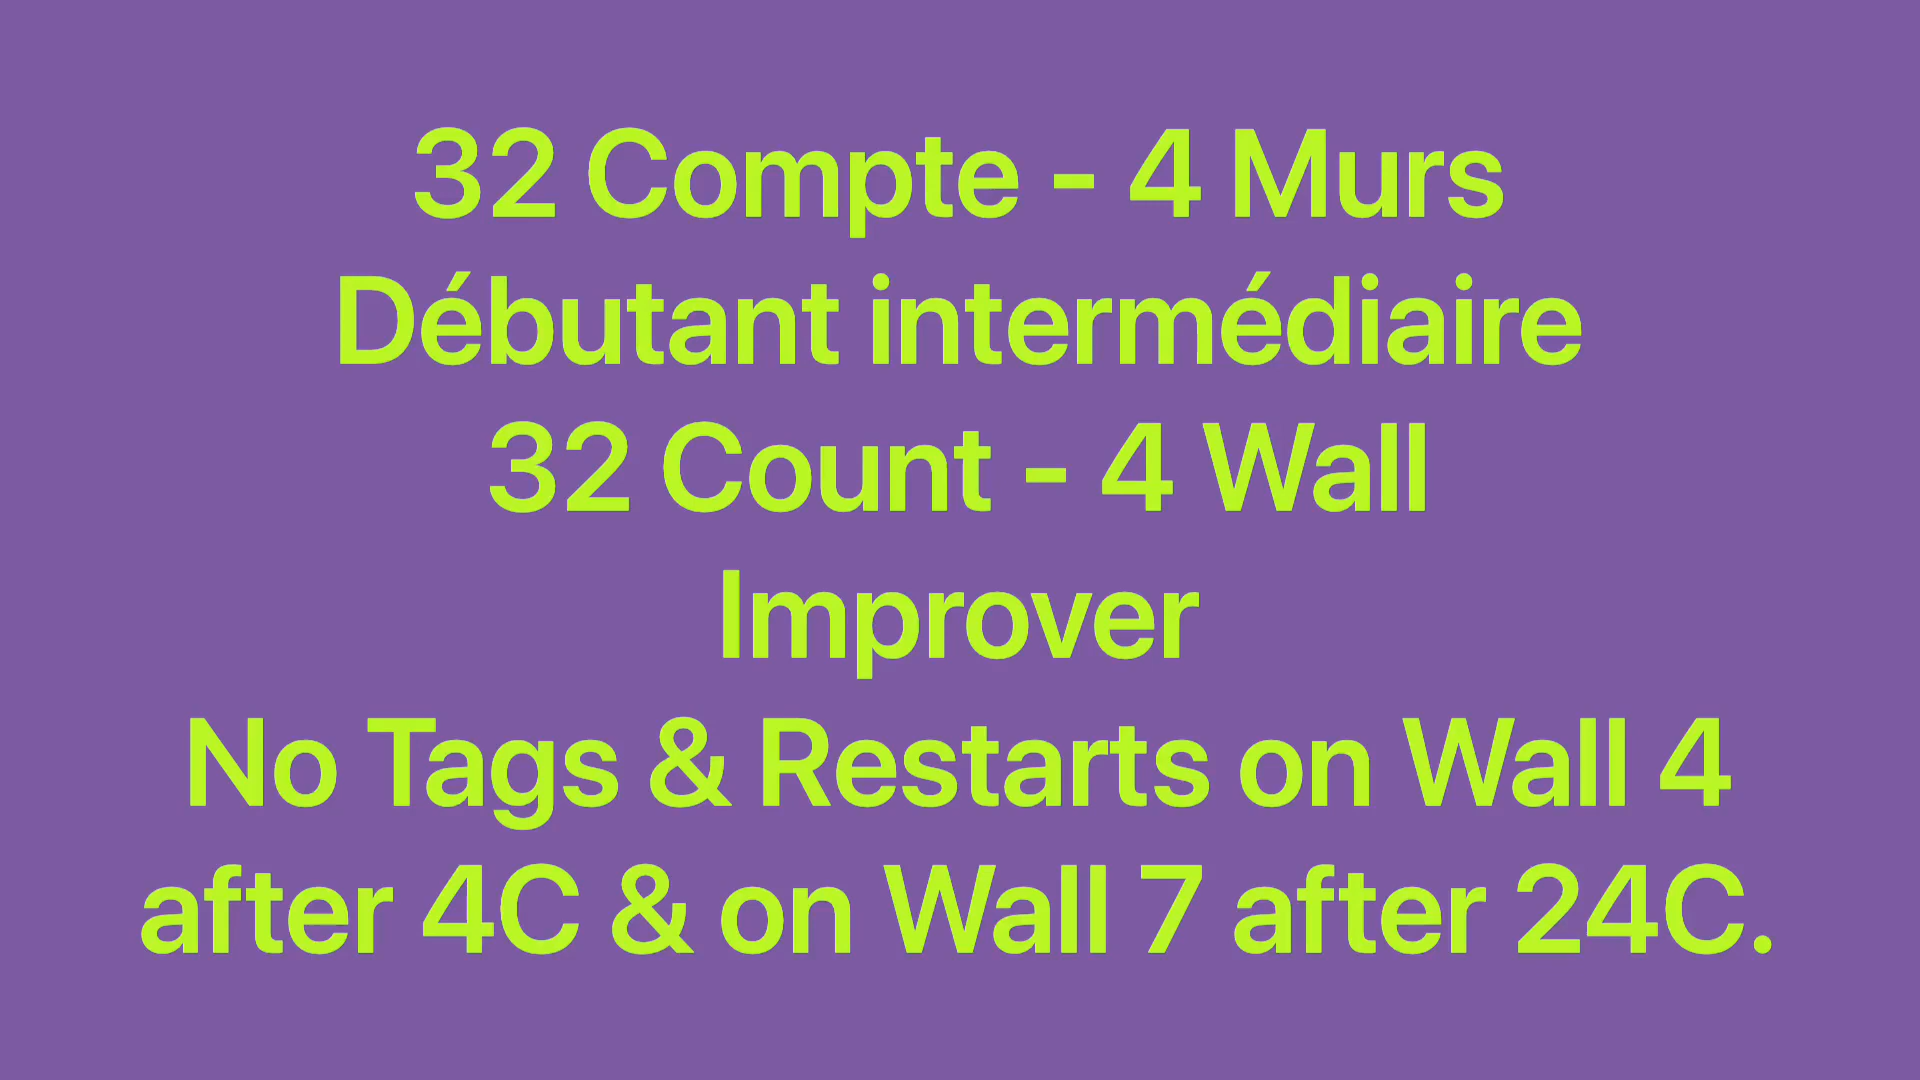 32 Compte - 4 Murs
Débutant intermédiaire
32 Count - 4 Wall
Improver
No Tags & Restarts on Wall 4
after 4C & on Wall 7 after 24C.